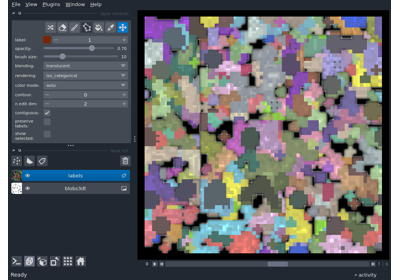 File View Plugins Window Help
label: 1
opacity: 0.70
brush size: 10
blending: translucent
rendering: iso_categorical
color mode: auto
contour: 0
n edit dim: 2
contiguous:
preserve
labels:
show
selected:
labels
blobs3dt
Ready
activity